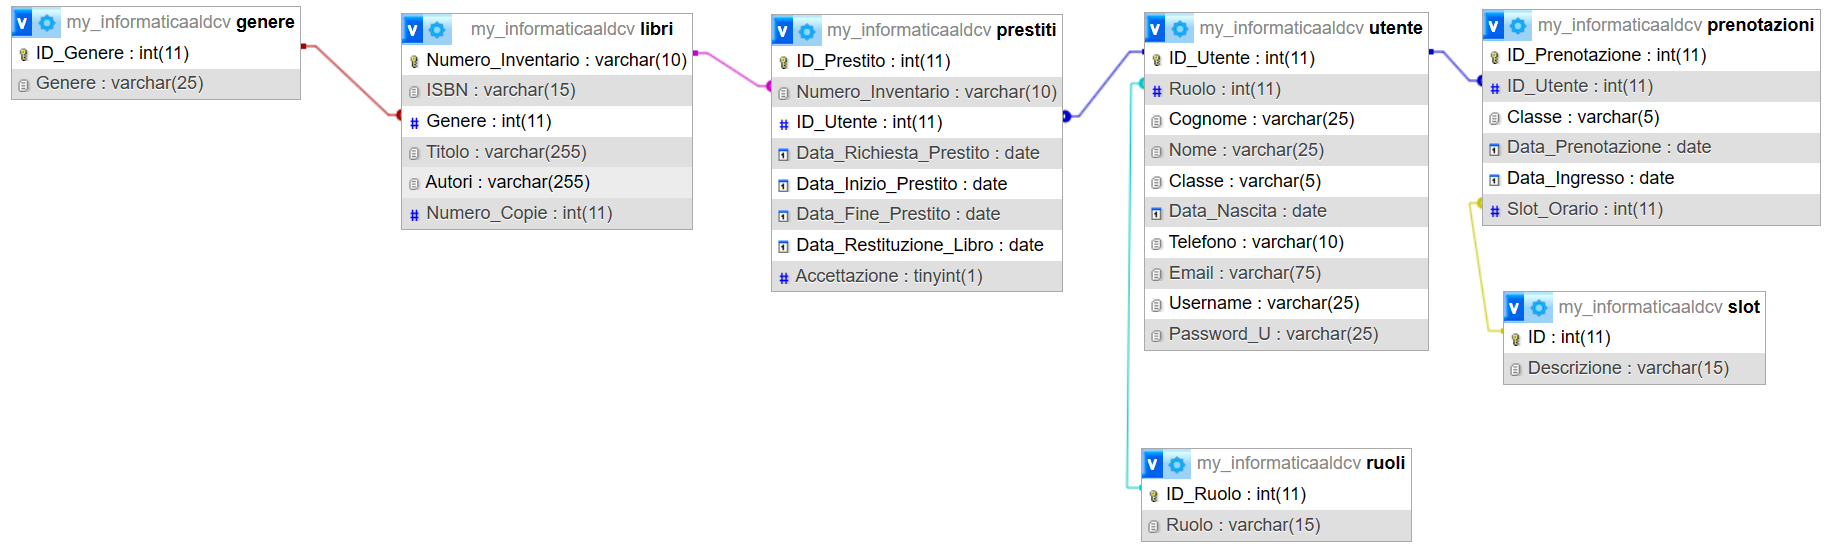 v my_informaticaaldcv genere
ID_Genere : int(11)
Genere : varchar(25)
v my_informaticaaldcv libri
Numero_Inventario : varchar(10)
ISBN : varchar(15)
# Genere : int(11)
Titolo : varchar(255)
Autori : varchar(255)
# Numero_Copie : int(11)
v my_informaticaaldcv prestiti
ID_Prestito : int(11)
Numero_Inventario : varchar(10)
# ID_Utente : int(11)
Data_Richiesta_Prestito : date
Data_Inizio_Prestito : date
Data_Fine_Prestito : date
Data_Restituzione_Libro : date
# Accettazione : tinyint(1)
v my_informaticaaldcv utente
ID_Utente : int(11)
# Ruolo : int(11)
Cognome : varchar(25)
Nome : varchar(25)
Classe : varchar(5)
Data_Nascita : date
Telefono : varchar(10)
Email : varchar(75)
Username : varchar(25)
Password_U : varchar(25)
v my_informaticaaldcv prenotazioni
ID_Prenotazione : int(11)
# ID_Utente : int(11)
Classe : varchar(5)
Data_Prenotazione : date
Data_Ingresso : date
# Slot_Orario : int(11)
v my_informaticaaldcv slot
ID : int(11)
Descrizione : varchar(15)
v my_informaticaaldcv ruoli
ID_Ruolo : int(11)
Ruolo : varchar(15)